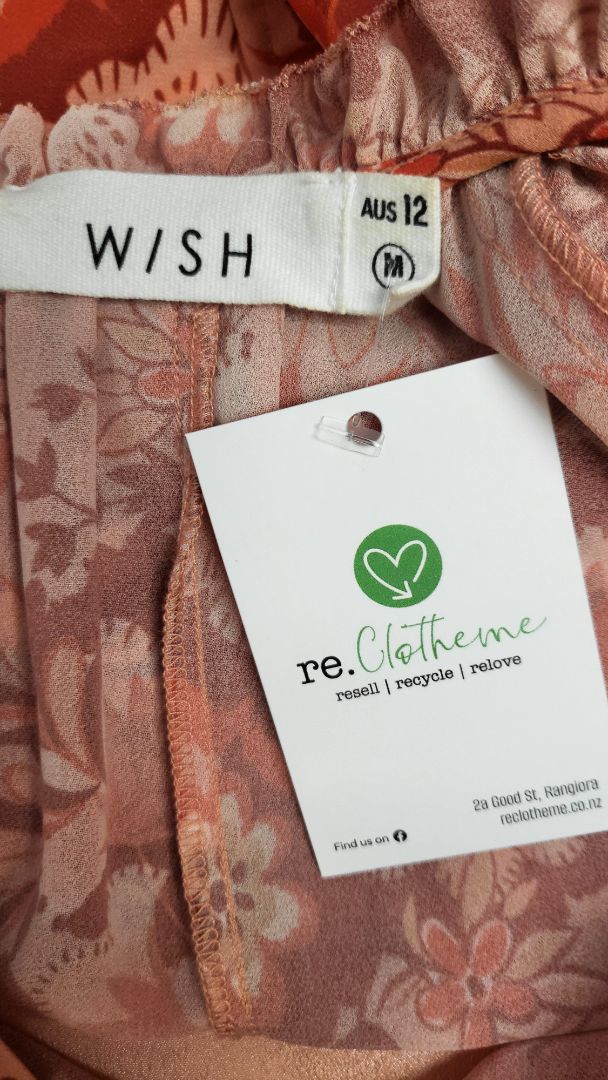 W/SH
AUS 12
M
re.Clotheme
resell | recycle | relove
2a Good St, Rangiora
reclotheme.co.nz
Find us on